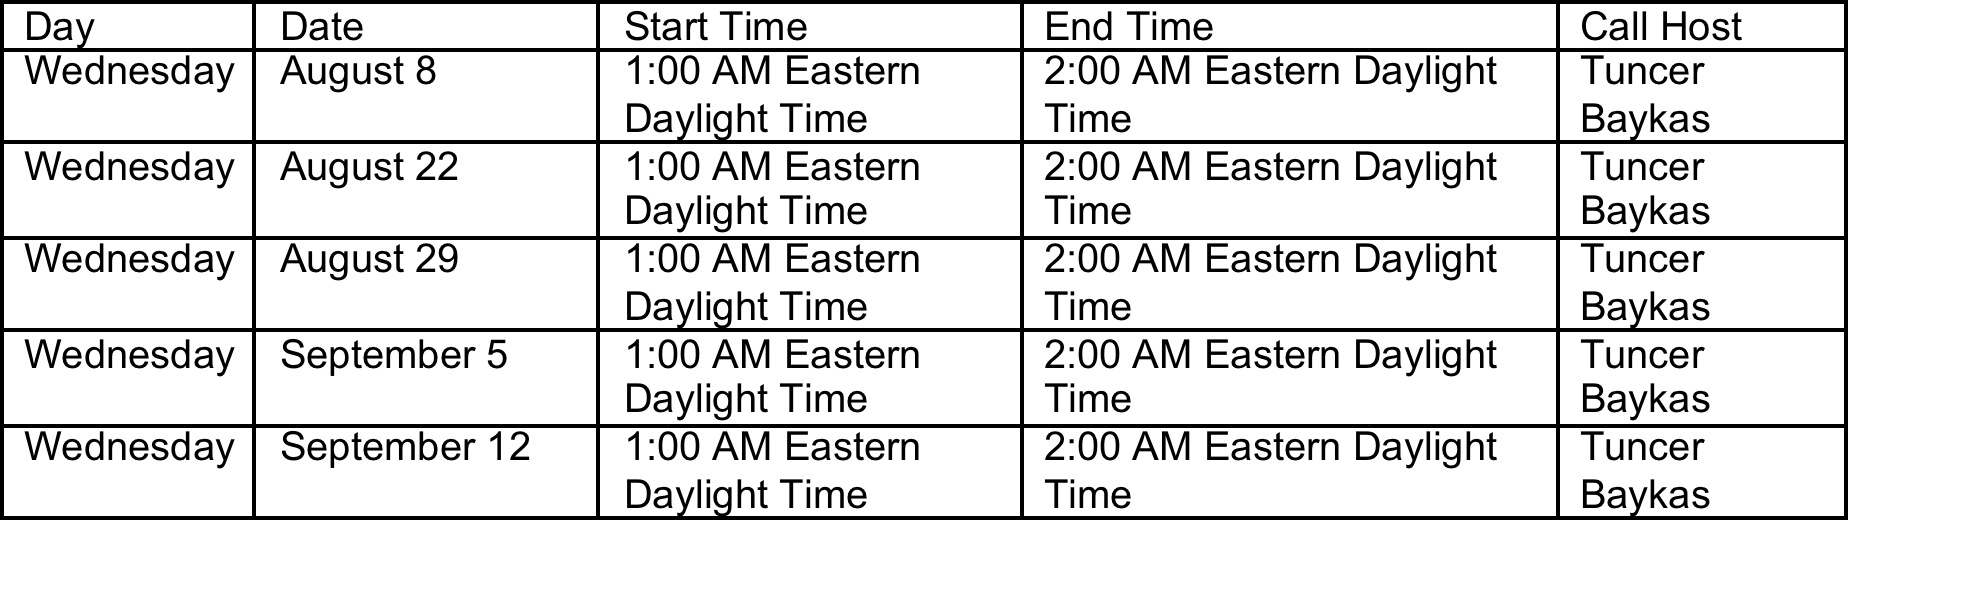 Day Date Start Time End Time Call Host
Wednesday August 8 1:00 AM Eastern 2:00 AM Eastern Daylight Tuncer
Daylight Time Time Baykas
Wednesday August 22 1:00 AM Eastern 2:00 AM Eastern Daylight Tuncer
Daylight Time Time Baykas
Wednesday August 29 1:00 AM Eastern 2:00 AM Eastern Daylight Tuncer
Daylight Time Time Baykas
Wednesday September 5 1:00 AM Eastern 2:00 AM Eastern Daylight Tuncer
Daylight Time Time Baykas
Wednesday September 12 1:00 AM Eastern 2:00 AM Eastern Daylight Tuncer
Daylight Time Time Baykas